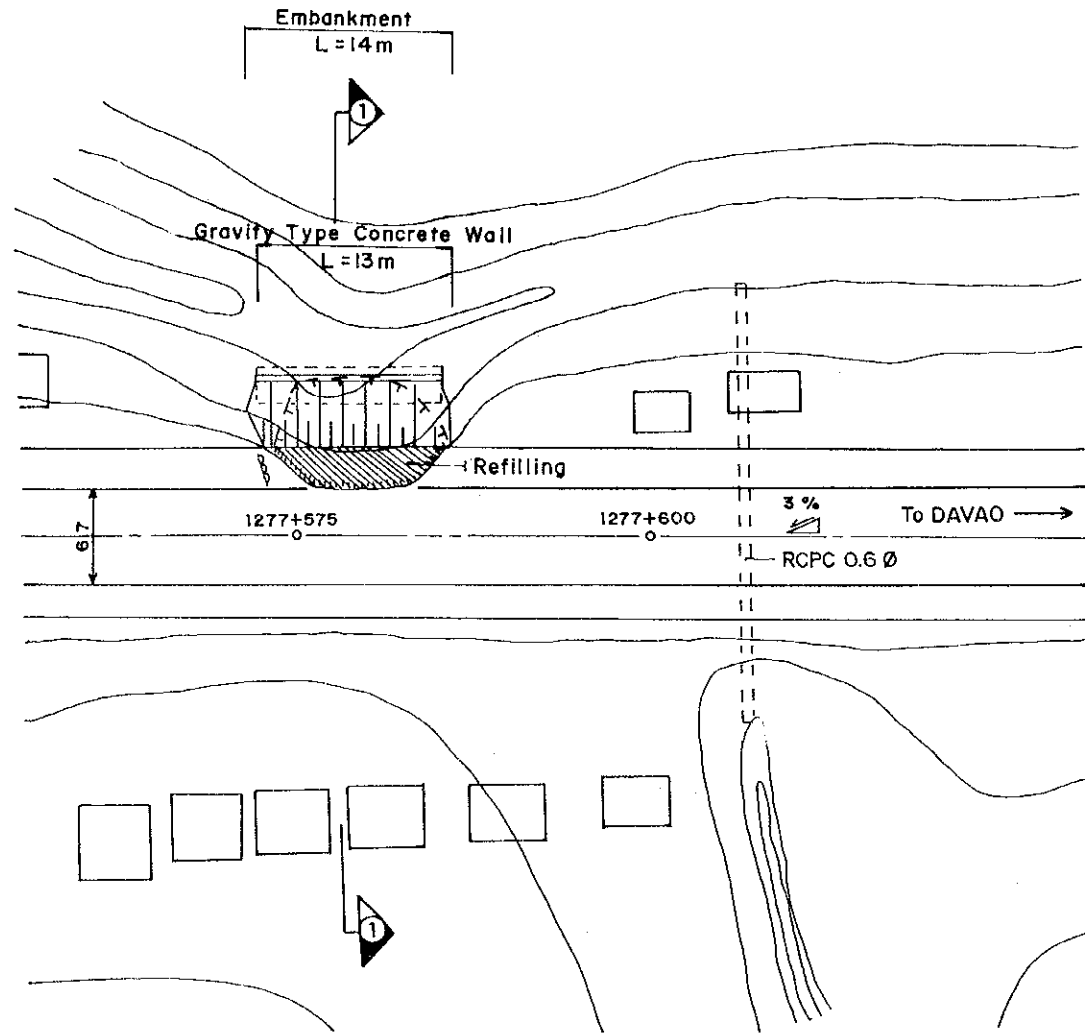 Embankment
L = 14 m
1
Gravity Type Concrete Wall
L = 13 m
Refilling
1277+575
1277+600
3 %
To DAVAO
6.7
RCPC 0.6 Ø
1